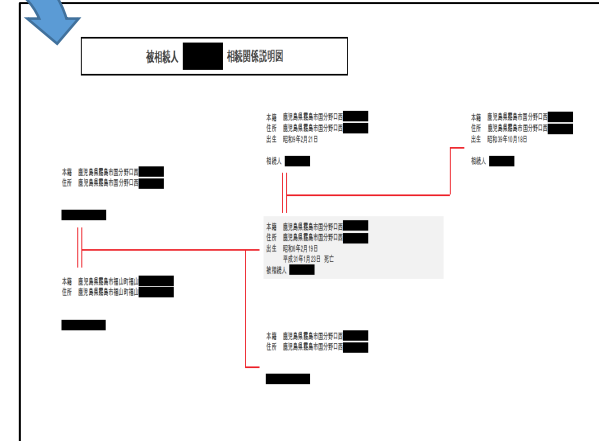 被相続人 相続関係説明図
本籍 鹿児島県霧島市国分野口西
住所 鹿児島県霧島市国分野口西
出生 昭和8年2月21日
相続人
本籍 鹿児島県霧島市国分野口西
住所 鹿児島県霧島市国分野口西
出生 昭和39年10月18日
相続人
本籍 鹿児島県霧島市国分野口西
住所 鹿児島県霧島市国分野口西
本籍 鹿児島県霧島市国分野口西
住所 鹿児島県霧島市国分野口西
出生 昭和6年2月19日
平成31年1月23日 死亡
被相続人
本籍 鹿児島県霧島市福山町福山
住所 鹿児島県霧島市福山町福山
本籍 鹿児島県霧島市国分野口西
住所 鹿児島県霧島市国分野口西